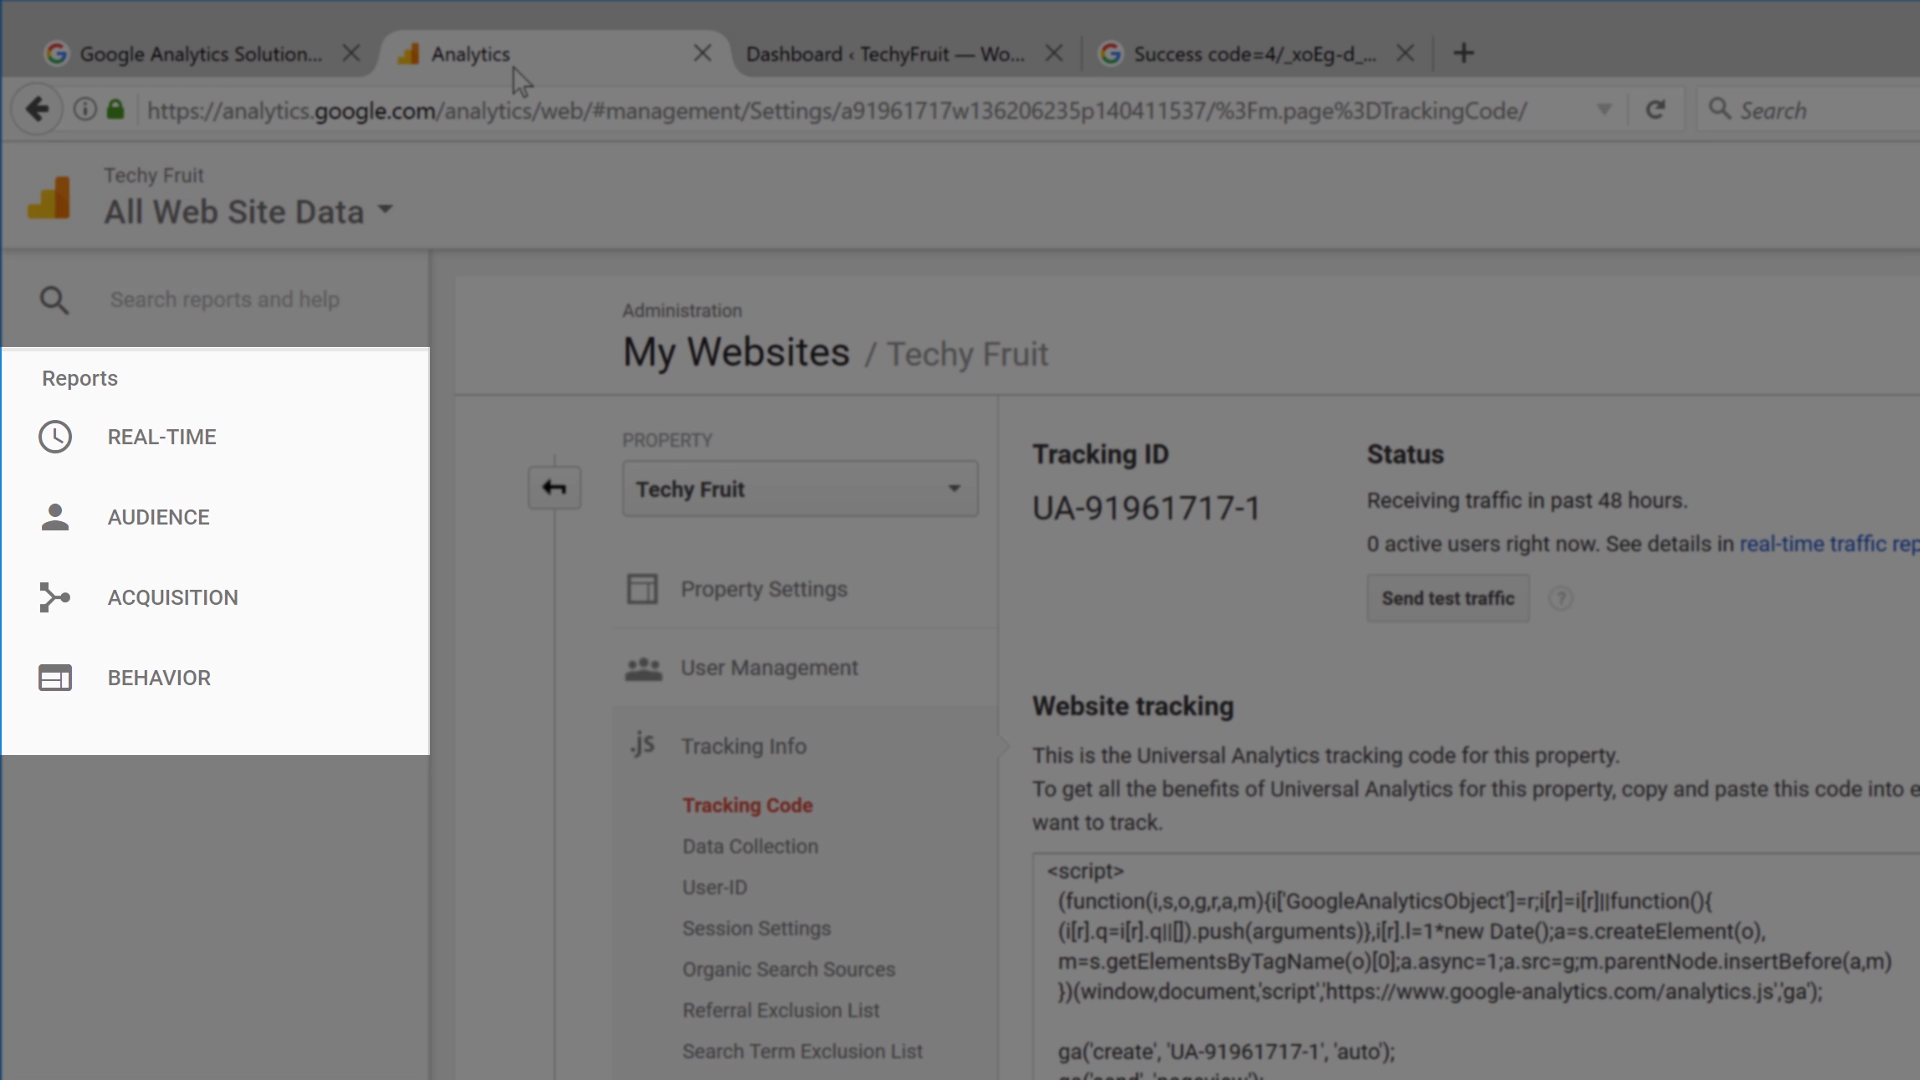 Google Analytics Solution...
Analytics
Dashboard ‹ TechyFruit — Wo...
Success code=4/_xoEg-d_...
https://analytics.google.com/analytics/web/#management/Settings/a91961717w136206235p140411537/%3Fm.page%3DTrackingCode/
Search
Techy Fruit
All Web Site Data
Search reports and help
Reports
REAL-TIME
AUDIENCE
ACQUISITION
BEHAVIOR
Administration
My Websites / Techy Fruit
PROPERTY
Techy Fruit
Property Settings
User Management
.js Tracking Info
Tracking Code
Data Collection
User-ID
Session Settings
Organic Search Sources
Referral Exclusion List
Search Term Exclusion List
Tracking ID
UA-91961717-1
Status
Receiving traffic in past 48 hours.
0 active users right now. See details in real-time traffic rep
Send test traffic ?
Website tracking
This is the Universal Analytics tracking code for this property.
To get all the benefits of Universal Analytics for this property, copy and paste this code into e
want to track.
<script>
(function(i,s,o,g,r,a,m){i['GoogleAnalyticsObject']=r;i[r]=i[r]||function(){
(i[r].q=i[r].q||[]).push(arguments)},i[r].l=1*new Date();a=s.createElement(o),
m=s.getElementsByTagName(o)[0];a.async=1;a.src=g;m.parentNode.insertBefore(a,m)
})(window,document,'script','https://www.google-analytics.com/analytics.js','ga');
ga('create', 'UA-91961717-1', 'auto');
ga('send', 'pageview');